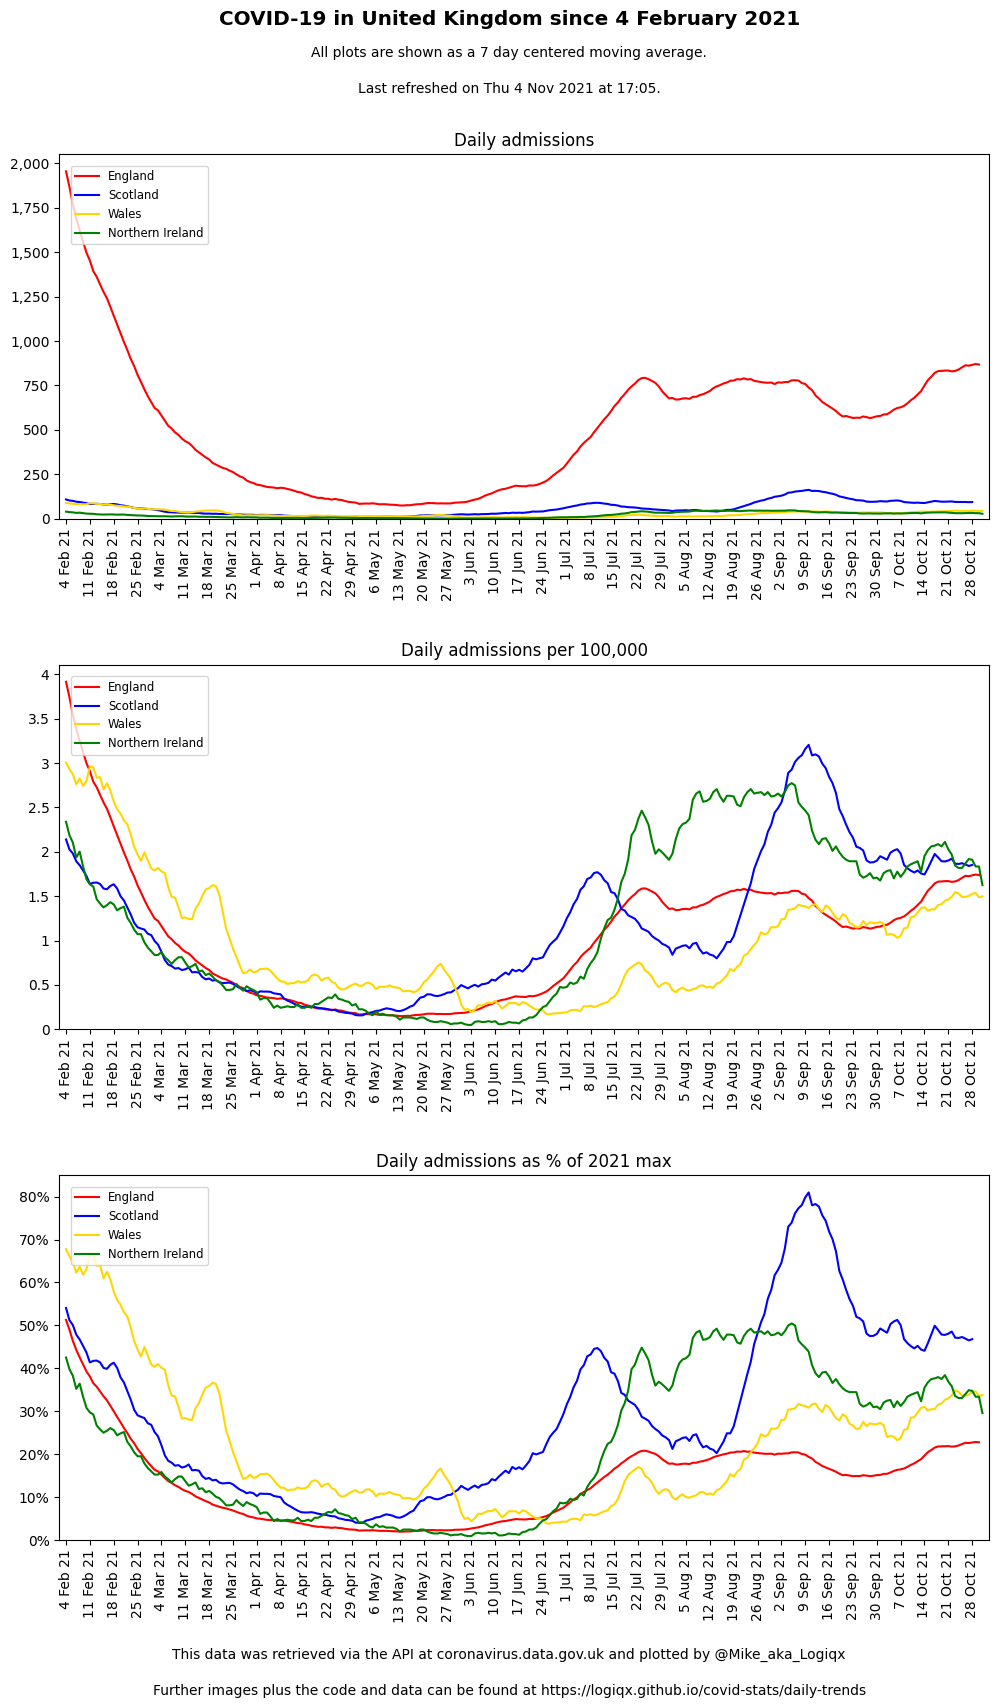 COVID-19 in United Kingdom since 4 February 2021
All plots are shown as a 7 day centered moving average.
Last refreshed on Thu 4 Nov 2021 at 17:05.
Daily admissions
2,000
1,750
1,500
1,250
1,000
750
500
250
0
England
Scotland
Wales
Northern Ireland
4 Feb 21
11 Feb 21
18 Feb 21
25 Feb 21
4 Mar 21
11 Mar 21
18 Mar 21
25 Mar 21
1 Apr 21
8 Apr 21
15 Apr 21
22 Apr 21
29 Apr 21
6 May 21
13 May 21
20 May 21
27 May 21
3 Jun 21
10 Jun 21
17 Jun 21
24 Jun 21
1 Jul 21
8 Jul 21
15 Jul 21
22 Jul 21
29 Jul 21
5 Aug 21
12 Aug 21
19 Aug 21
26 Aug 21
2 Sep 21
9 Sep 21
16 Sep 21
23 Sep 21
30 Sep 21
7 Oct 21
14 Oct 21
21 Oct 21
28 Oct 21
Daily admissions per 100,000
4
3.5
3
2.5
2
1.5
1
0.5
0
England
Scotland
Wales
Northern Ireland
4 Feb 21
11 Feb 21
18 Feb 21
25 Feb 21
4 Mar 21
11 Mar 21
18 Mar 21
25 Mar 21
1 Apr 21
8 Apr 21
15 Apr 21
22 Apr 21
29 Apr 21
6 May 21
13 May 21
20 May 21
27 May 21
3 Jun 21
10 Jun 21
17 Jun 21
24 Jun 21
1 Jul 21
8 Jul 21
15 Jul 21
22 Jul 21
29 Jul 21
5 Aug 21
12 Aug 21
19 Aug 21
26 Aug 21
2 Sep 21
9 Sep 21
16 Sep 21
23 Sep 21
30 Sep 21
7 Oct 21
14 Oct 21
21 Oct 21
28 Oct 21
Daily admissions as % of 2021 max
80%
70%
60%
50%
40%
30%
20%
10%
0%
England
Scotland
Wales
Northern Ireland
4 Feb 21
11 Feb 21
18 Feb 21
25 Feb 21
4 Mar 21
11 Mar 21
18 Mar 21
25 Mar 21
1 Apr 21
8 Apr 21
15 Apr 21
22 Apr 21
29 Apr 21
6 May 21
13 May 21
20 May 21
27 May 21
3 Jun 21
10 Jun 21
17 Jun 21
24 Jun 21
1 Jul 21
8 Jul 21
15 Jul 21
22 Jul 21
29 Jul 21
5 Aug 21
12 Aug 21
19 Aug 21
26 Aug 21
2 Sep 21
9 Sep 21
16 Sep 21
23 Sep 21
30 Sep 21
7 Oct 21
14 Oct 21
21 Oct 21
28 Oct 21
This data was retrieved via the API at coronavirus.data.gov.uk and plotted by @Mike_aka_Logiqx
Further images plus the code and data can be found at https://logiqx.github.io/covid-stats/daily-trends